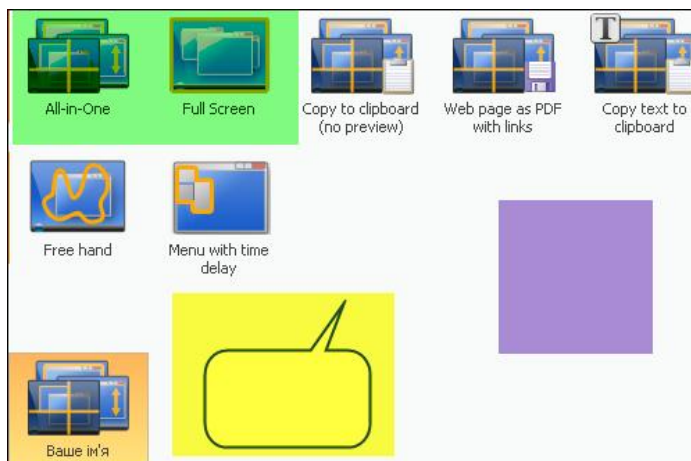 All-in-One
Full Screen
Copy to clipboard
(no preview)
Web page as PDF
with links
T
Copy text to
clipboard
Free hand
Menu with time
delay
Ваше ім'я